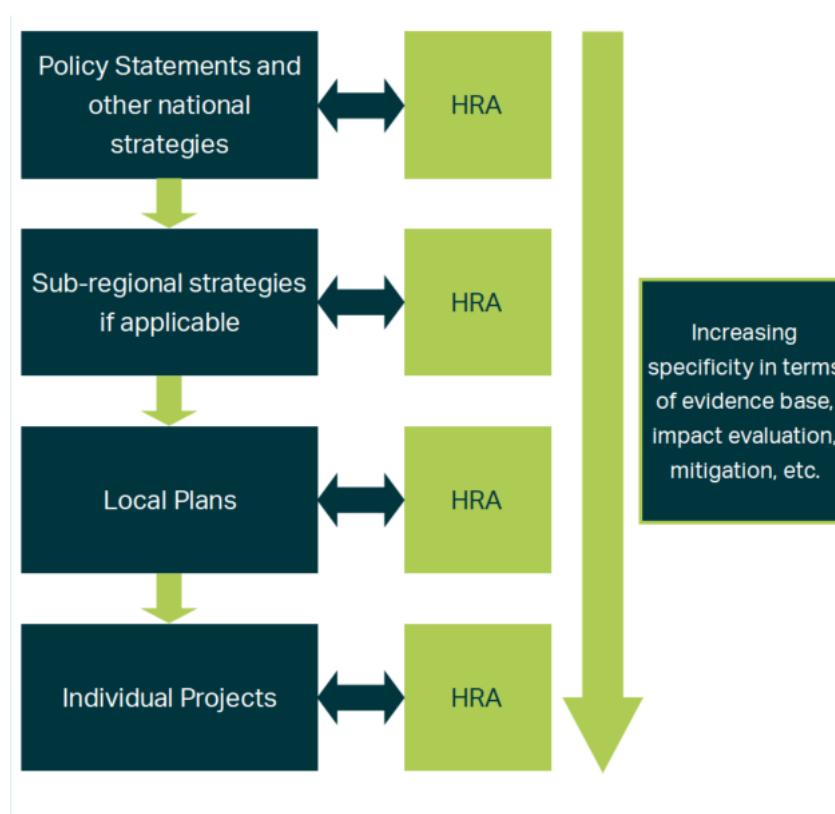 Policy Statements and
other national
strategies
HRA
Sub-regional strategies
if applicable
HRA
Local Plans
HRA
Individual Projects
HRA
Increasing
specificity in terms
of evidence base,
impact evaluation,
mitigation, etc.